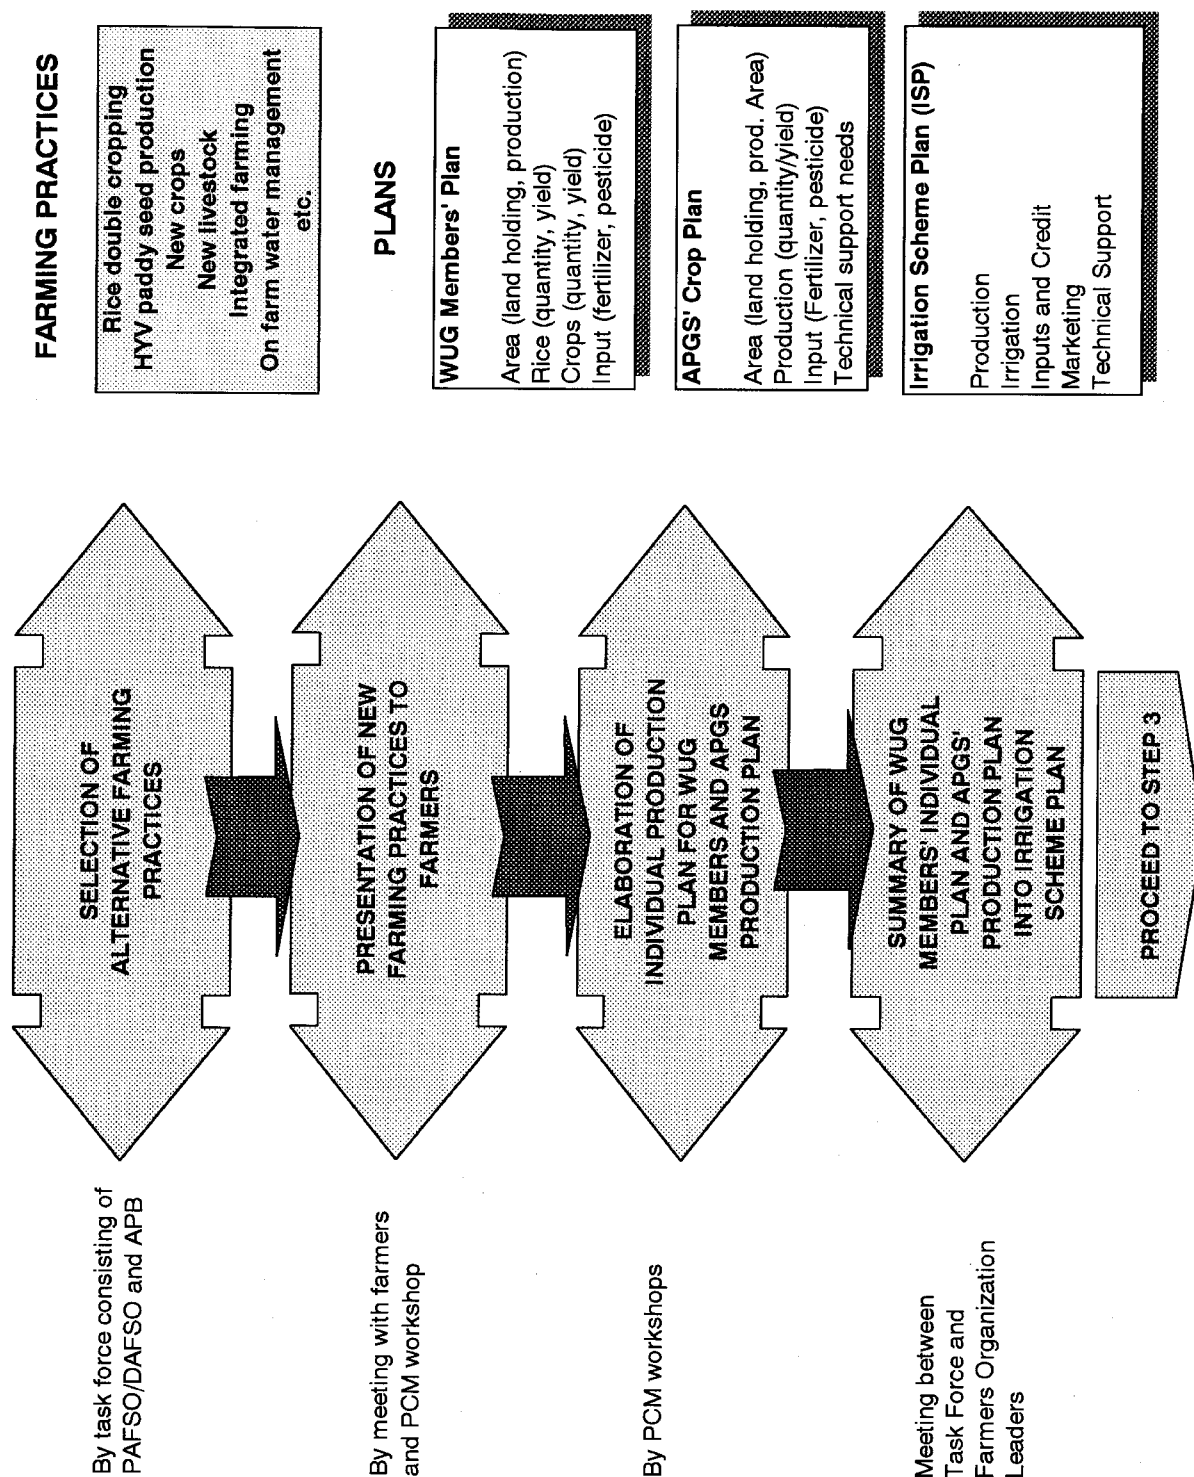 By task force consisting of
PAFSO/DAFSO and APB
SELECTION OF
ALTERNATIVE FARMING
PRACTICES
FARMING PRACTICES
Rice double cropping
HYV paddy seed production
New crops
New livestock
Integrated farming
On farm water management
etc.
By meeting with farmers
and PCM workshop
PRESENTATION OF NEW
FARMING PRACTICES TO
FARMERS
PLANS
WUG Members' Plan
Area (land holding, production)
Rice (quantity, yield)
Crops (quantity, yield)
Input (fertilizer, pesticide)
By PCM workshops
ELABORATION OF
INDIVIDUAL PRODUCTION
PLAN FOR WUG
MEMBERS AND APGS
PRODUCTION PLAN
APGS' Crop Plan
Area (land holding, prod. Area)
Production (quantity/yield)
Input (Fertilizer, pesticide)
Technical support needs
Meeting between
Task Force and
Farmers Organization
Leaders
SUMMARY OF WUG
MEMBERS' INDIVIDUAL
PLAN AND APGS'
PRODUCTION PLAN
INTO IRRIGATION
SCHEME PLAN
Irrigation Scheme Plan (ISP)
Production
Irrigation
Inputs and Credit
Marketing
Technical Support
PROCEED TO STEP 3